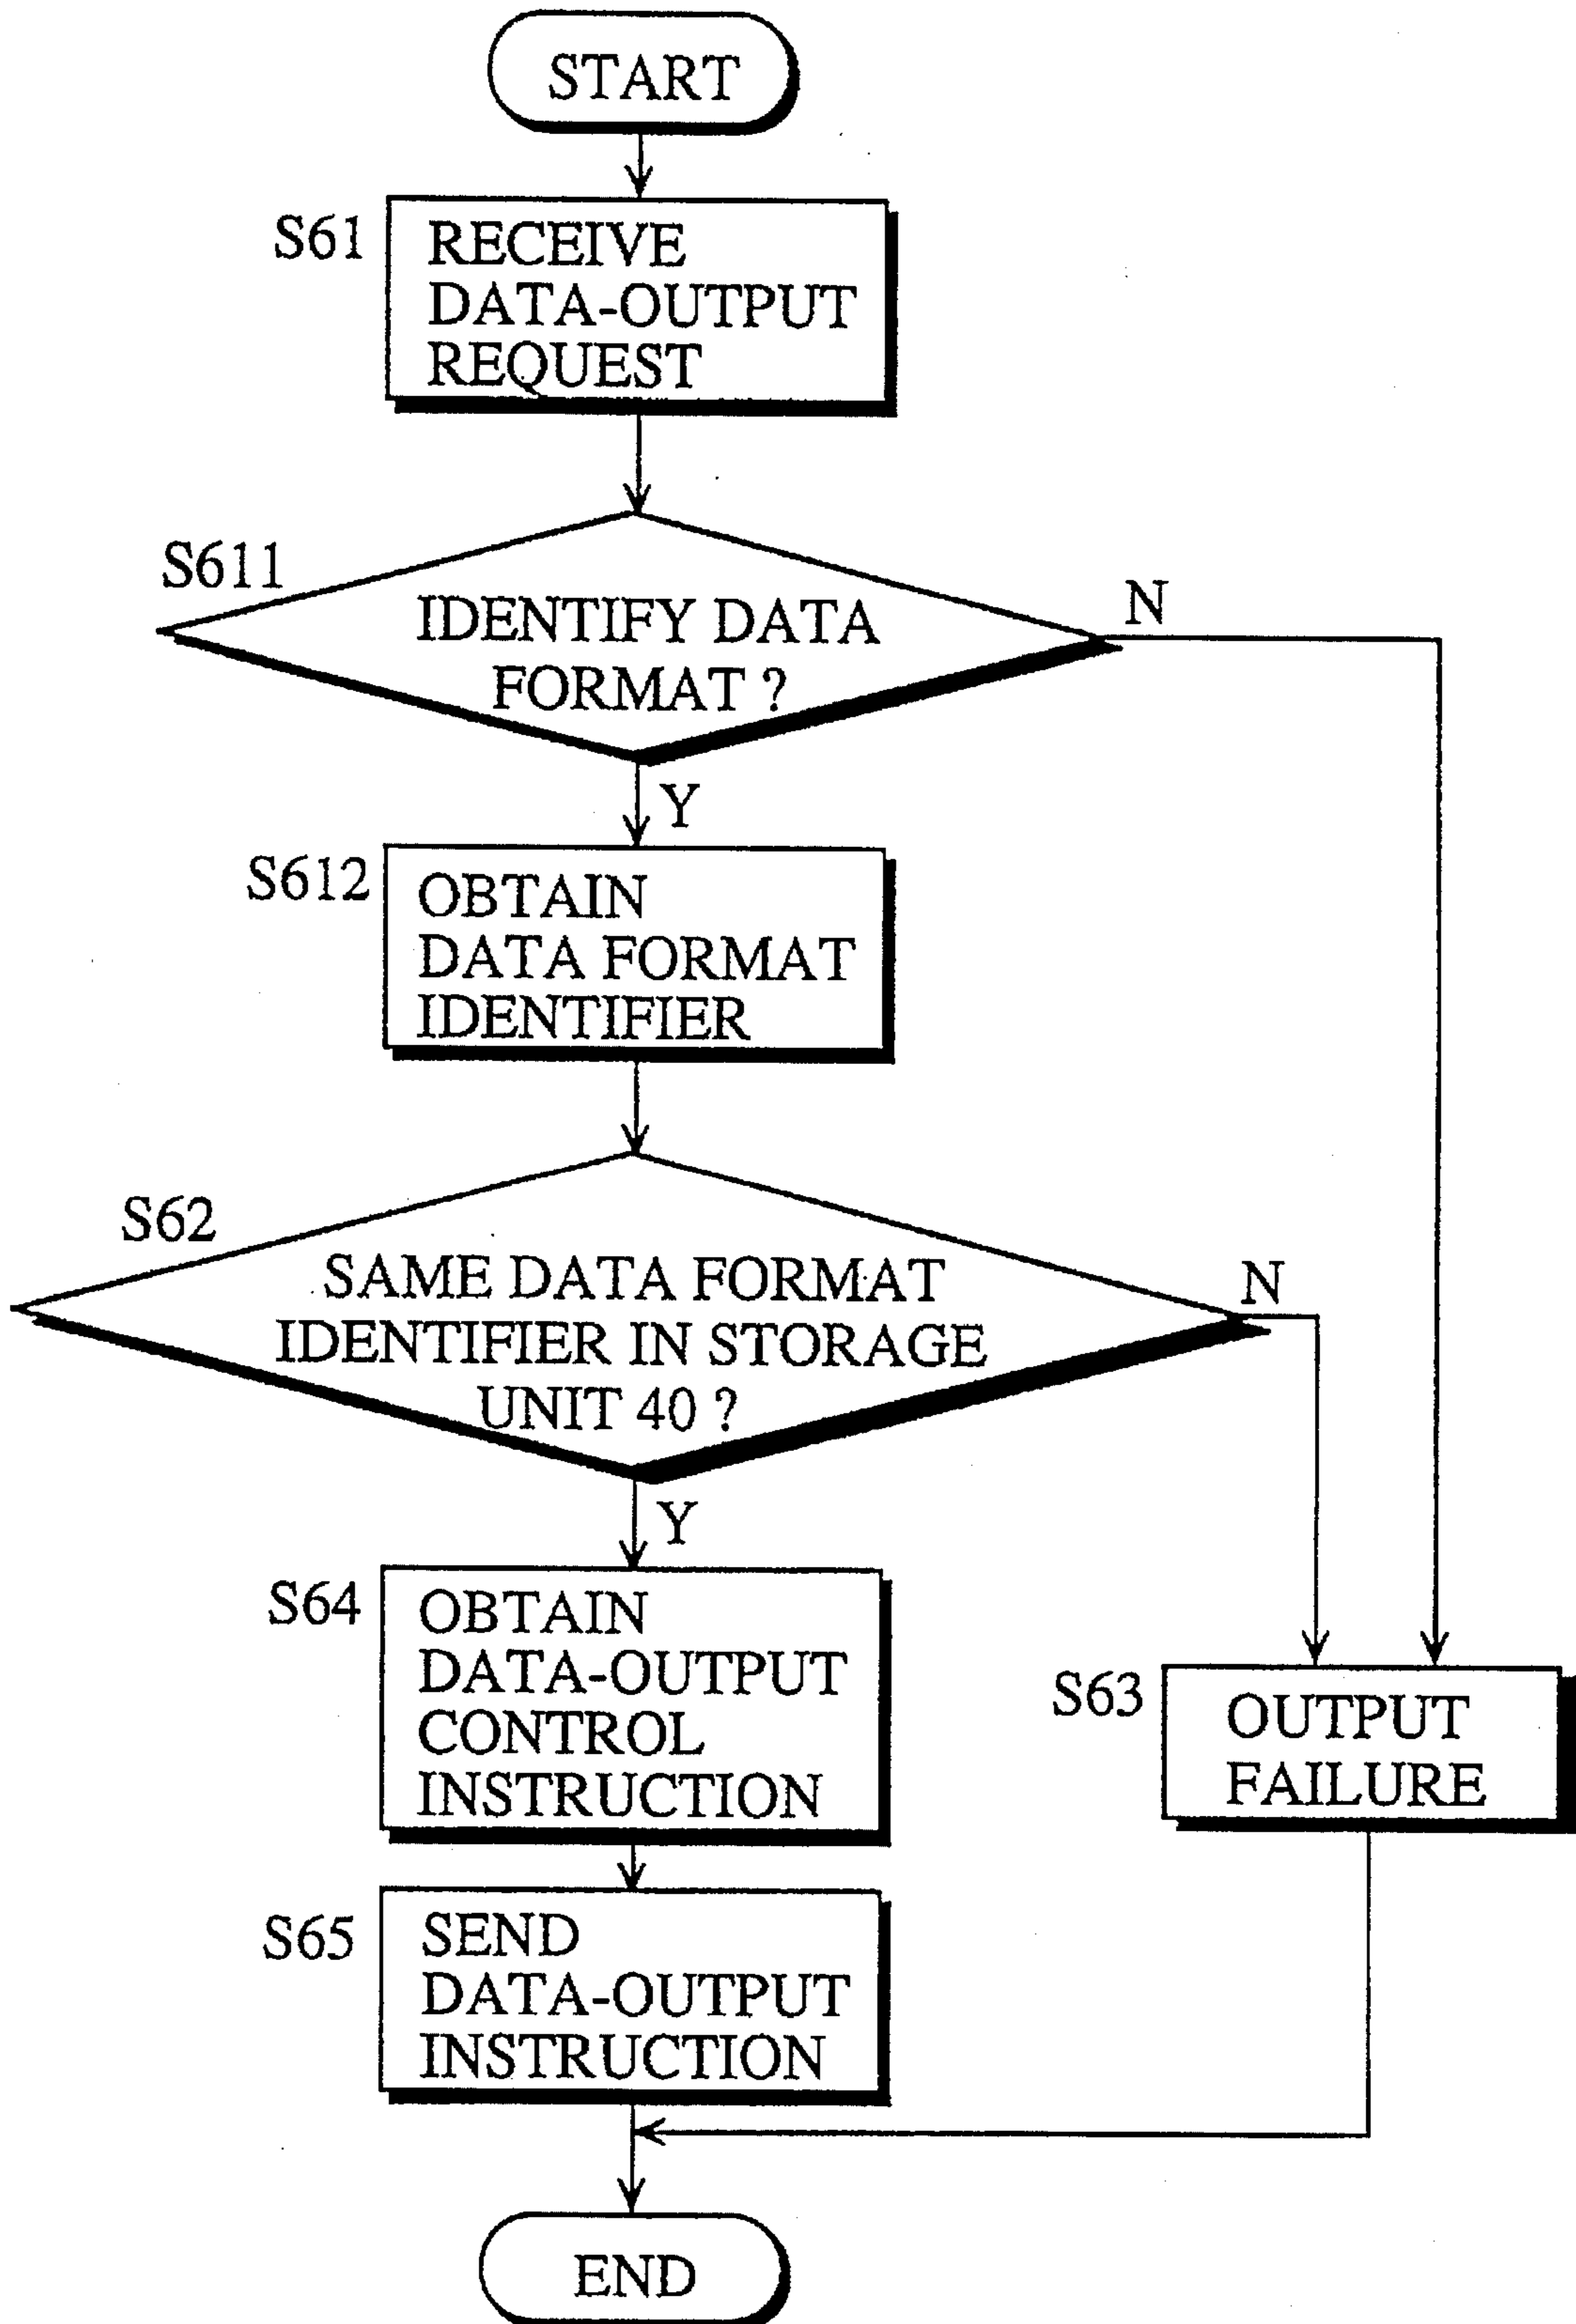 START
S61
RECEIVE
DATA-OUTPUT
REQUEST
S611
IDENTIFY DATA
FORMAT ?
N
Y
S612
OBTAIN
DATA FORMAT
IDENTIFIER
S62
SAME DATA FORMAT
IDENTIFIER IN STORAGE
UNIT 40 ?
N
Y
S64
OBTAIN
DATA-OUTPUT
CONTROL
INSTRUCTION
S63
OUTPUT
FAILURE
S65
SEND
DATA-OUTPUT
INSTRUCTION
END